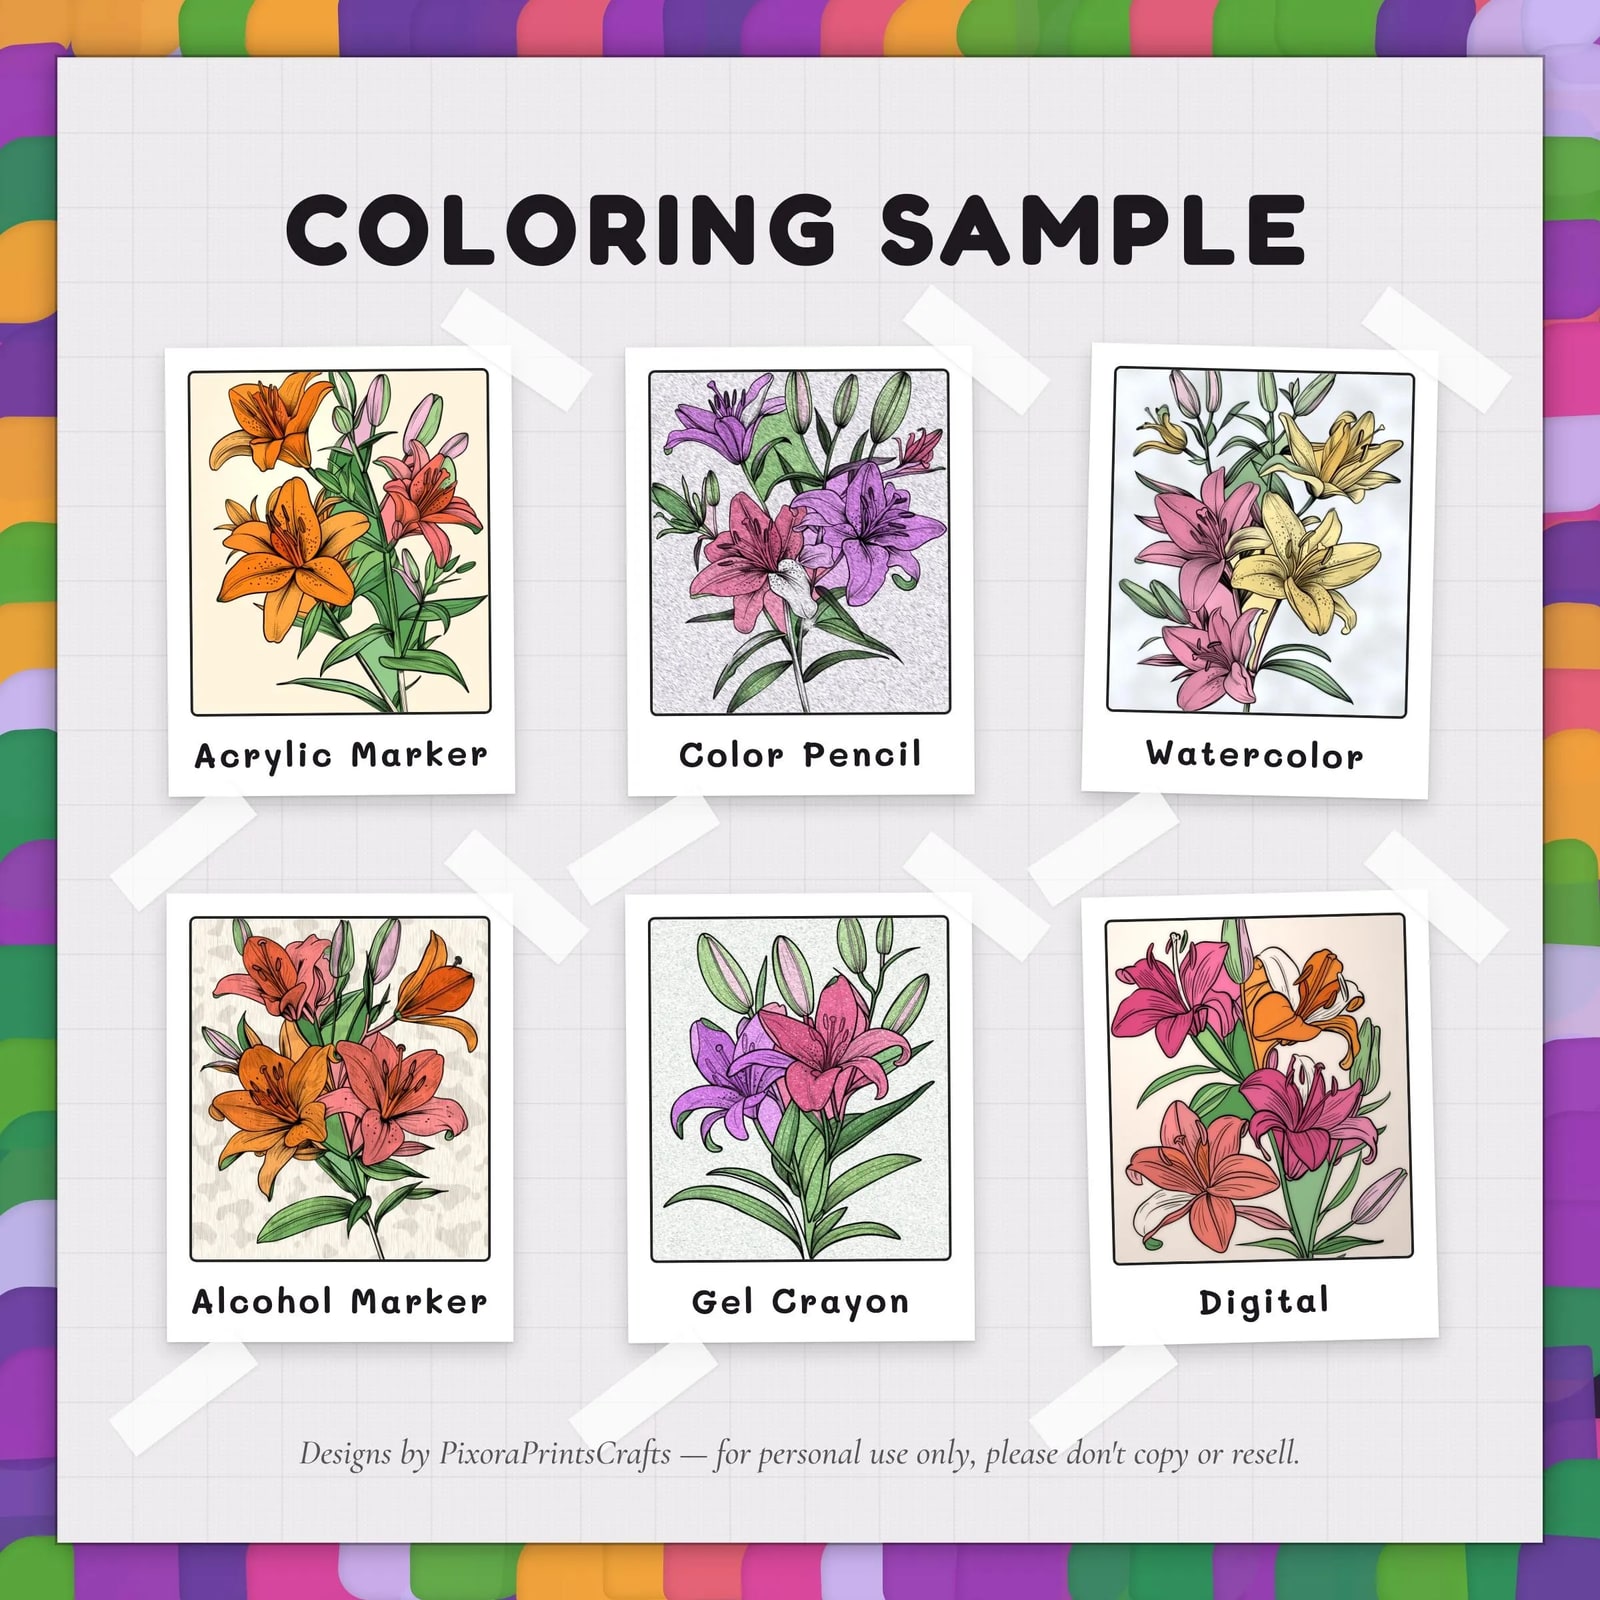 COLORING SAMPLE
Acrylic Marker
Color Pencil
Watercolor
Alcohol Marker
Gel Crayon
Digital
Designs by PixoraPrintsCrafts — for personal use only, please don't copy or resell.